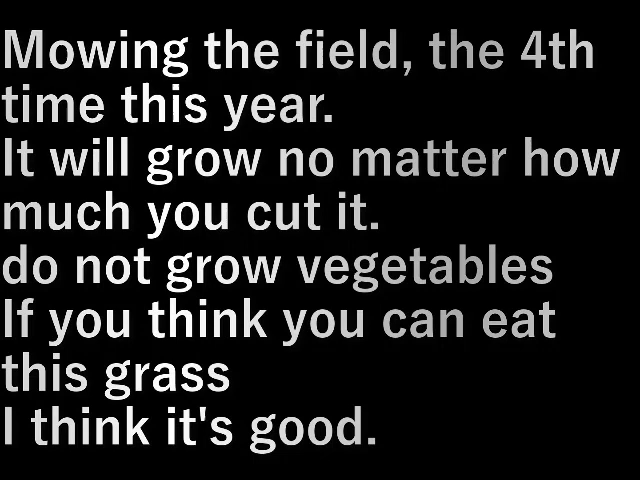 Mowing the field, the 4th
time this year.
It will grow no matter how
much you cut it.
do not grow vegetables
If you think you can eat
this grass
I think it's good.